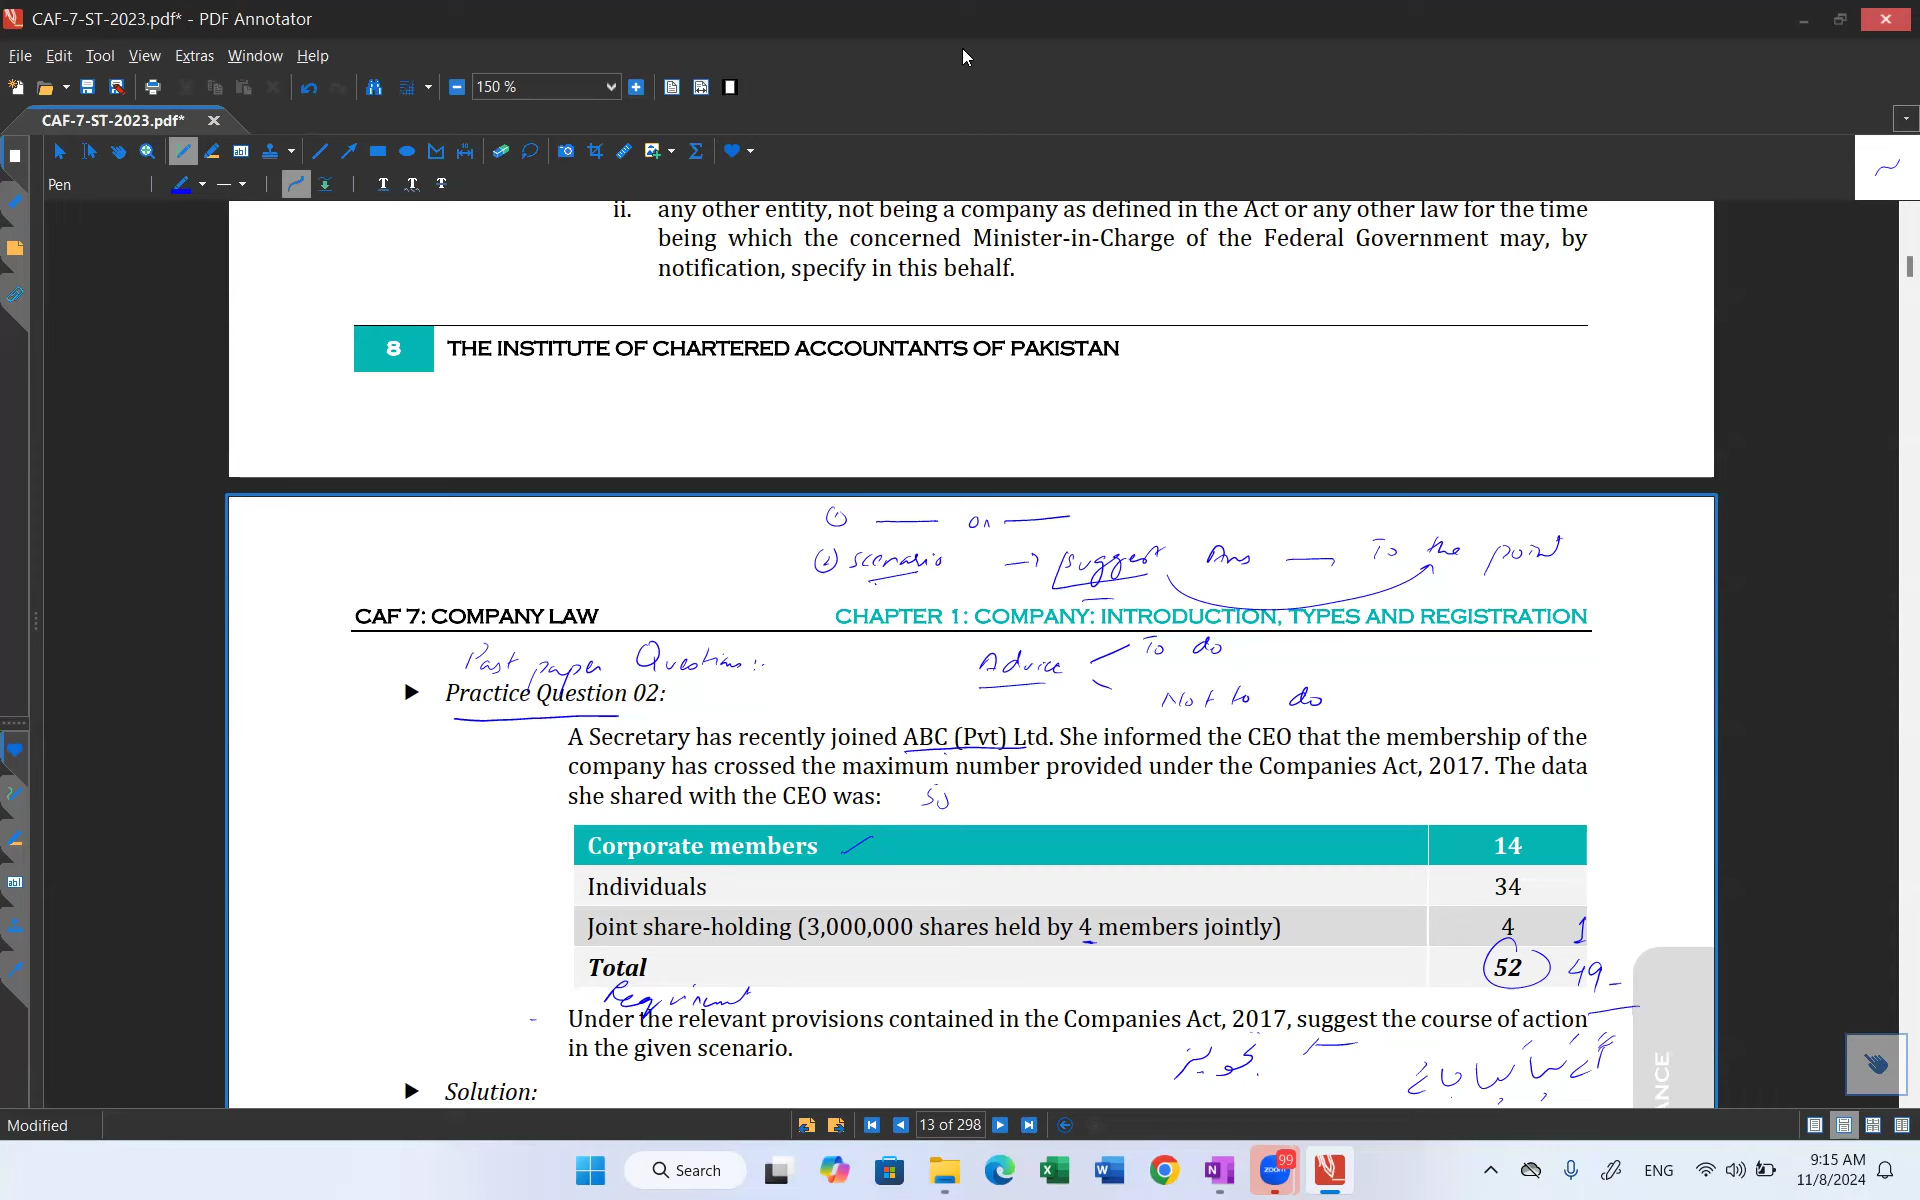 CAF-7-ST-2023.pdf* - PDF Annotator
File Edit Tool View Extras Window Help
150 %
CAF-7-ST-2023.pdf*
Pen
ii. any other entity, not being a company as defined in the Act or any other law for the time
being which the concerned Minister-in-Charge of the Federal Government may, by
notification, specify in this behalf.
8 THE INSTITUTE OF CHARTERED ACCOUNTANTS OF PAKISTAN
① on
② scenario → suggest Ans — To the point
CAF 7: COMPANY LAW CHAPTER 1: COMPANY: INTRODUCTION, TYPES AND REGISTRATION
Past paper Questions:. Advice To do
Not to do
Practice Question 02:
A Secretary has recently joined ABC (Pvt) Ltd. She informed the CEO that the membership of the
company has crossed the maximum number provided under the Companies Act, 2017. The data
she shared with the CEO was: 50
Corporate members 14
Individuals 34
Joint share-holding (3,000,000 shares held by 4 members jointly) 4 1
Total 52 49
Requirement
Under the relevant provisions contained in the Companies Act, 2017, suggest the course of action
in the given scenario.
تجویز
Solution:
Modified
13 of 298
Search
99
zoom
ENG
9:15 AM
11/8/2024